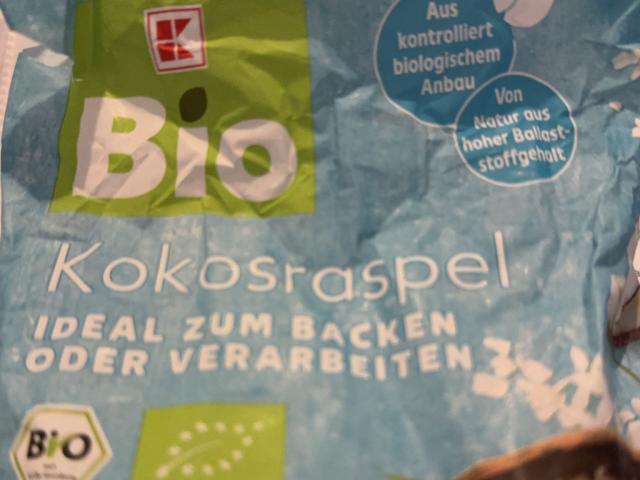 K
Bio
Aus
kontrolliert
biologischem
Anbau
Von
Natur aus
hoher Ballast-
stoffgehalt
Kokosraspel
IDEAL ZUM BACKEN
ODER VERARBEITEN
Bio